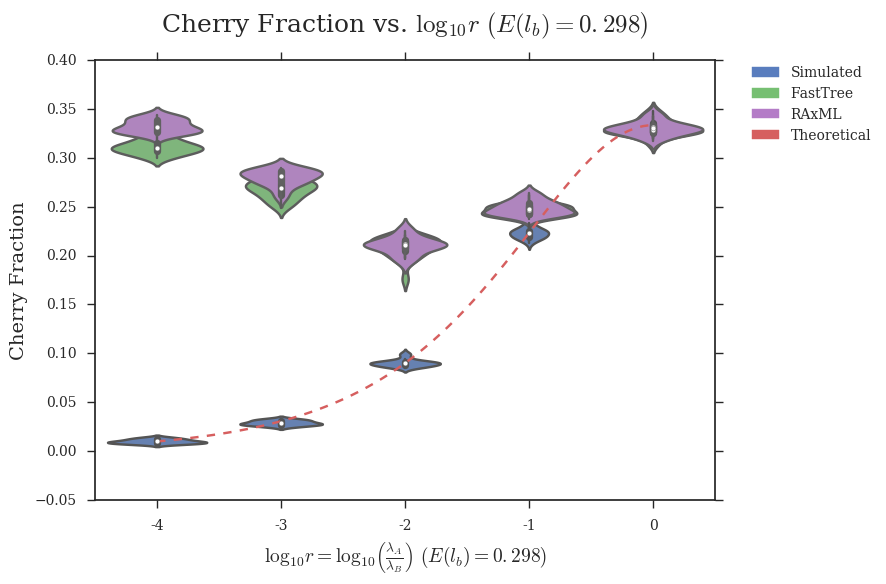 Cherry Fraction vs. log₁₀r (E(l_b) = 0.298)
0.40
0.35
0.30
0.25
0.20
0.15
0.10
0.05
0.00
−0.05
Cherry Fraction
-4
-3
-2
-1
0
log₁₀r = log₁₀(λ_A/λ_B) (E(l_b) = 0.298)
Simulated
FastTree
RAxML
Theoretical